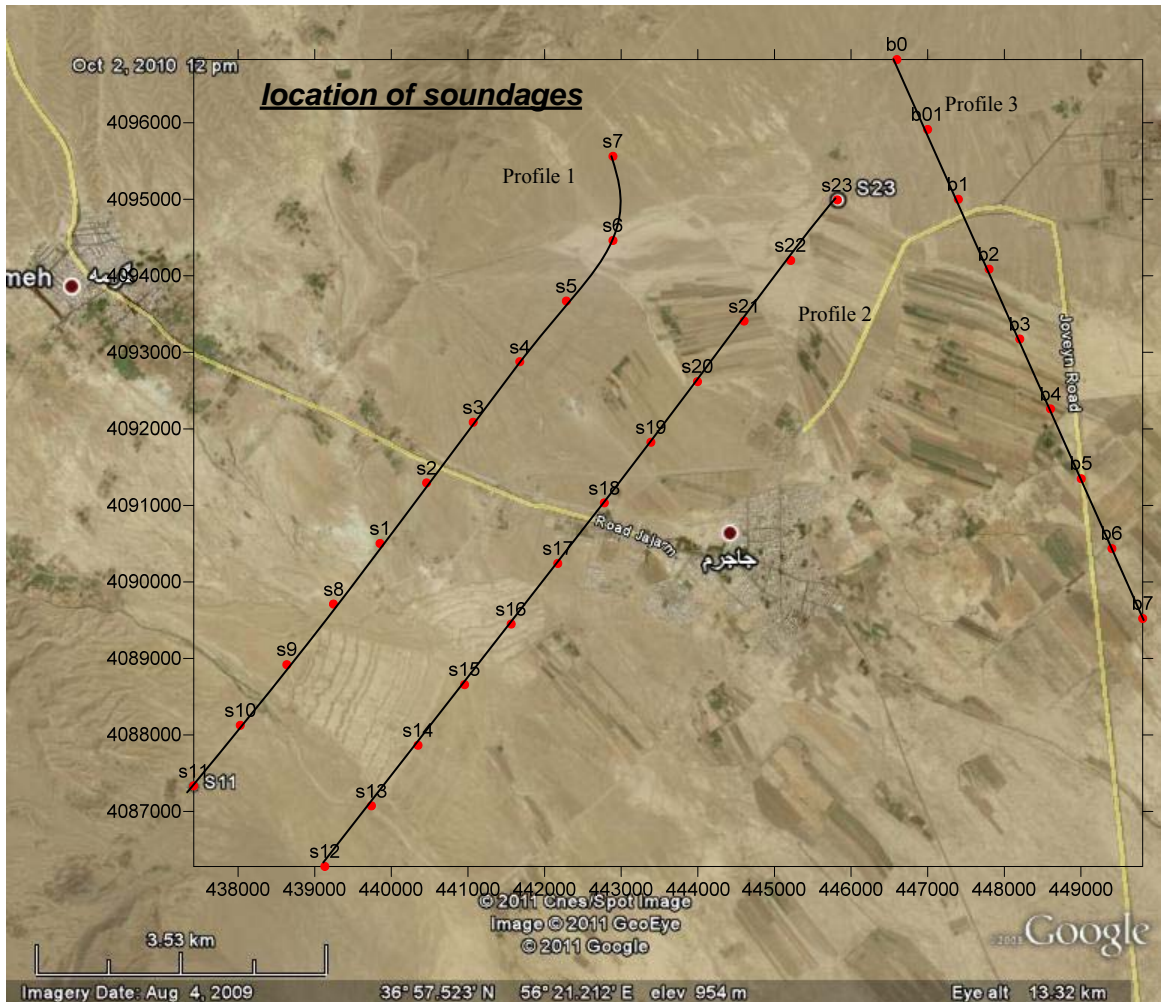 b0
Oct 2, 2010 12 pm
location of soundages
b01
Profile 3
4096000
s7
Profile 1
4095000
s23
S23
b1
s6
s22
b2
meh
كرمه
4094000
s5
s21
Profile 2
b3
Joveyn Road
4093000
s4
s20
b4
4092000
s3
s19
s2
b5
4091000
s18
Road Jajarm
s1
s17
جاجرم
b6
4090000
s8
s16
b7
4089000
s9
s15
s10
s14
4088000
s11
S11
s13
4087000
s12
438000 439000 440000 441000 442000 443000 444000 445000 446000 447000 448000 449000
© 2011 Cnes/Spot Image
Image © 2011 GeoEye
© 2011 Google
3.53 km
Google
Imagery Date: Aug 4, 2009 36° 57.523' N 56° 21.212' E elev 954 m Eye alt 13.32 km